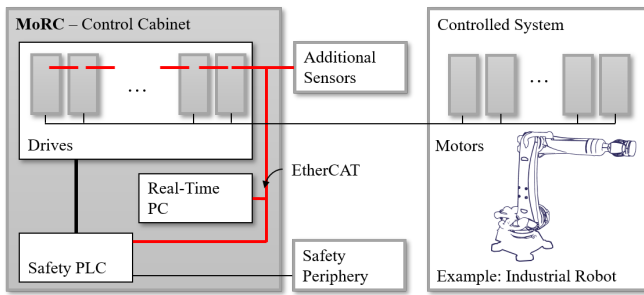 MoRC – Control Cabinet
...
Drives
Real-Time
PC
Safety PLC
Additional
Sensors
EtherCAT
Safety
Periphery
Controlled System
...
Motors
Example: Industrial Robot